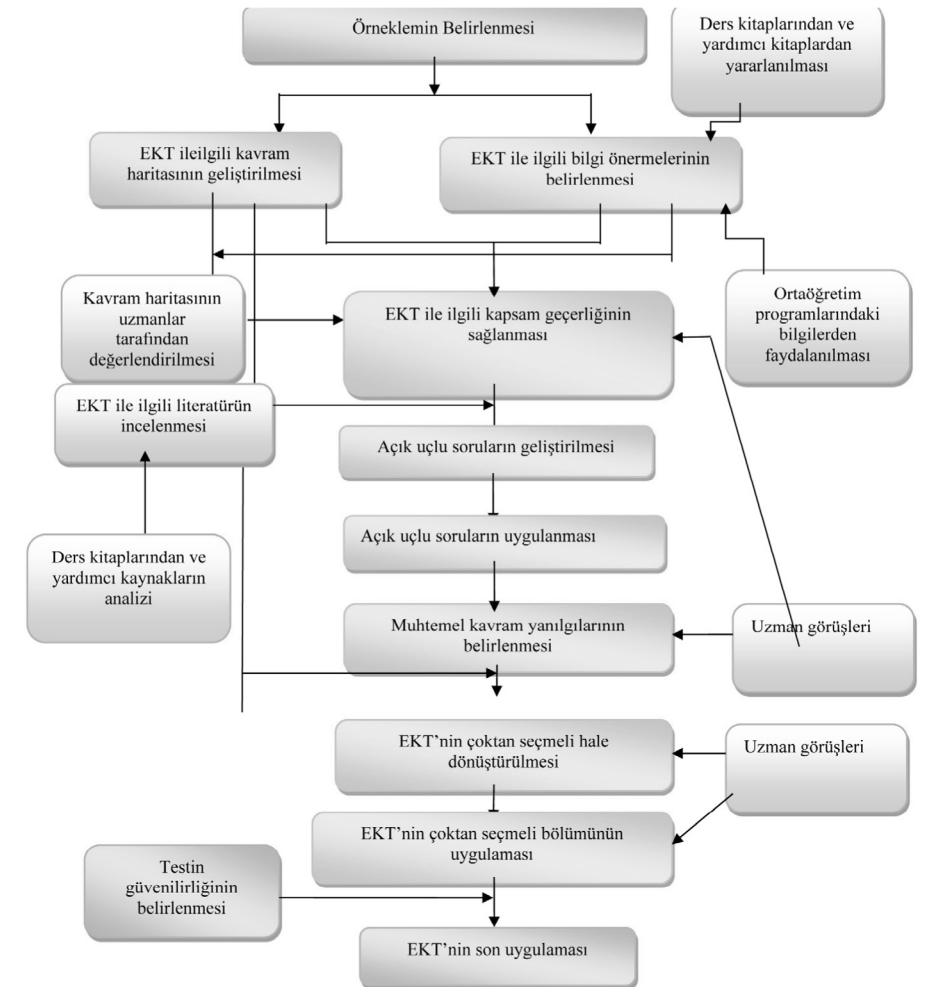 Örneklemin Belirlenmesi
Ders kitaplarından ve
yardımcı kitaplardan
yararlanılması
EKT ileilgili kavram
haritasının geliştirilmesi
EKT ile ilgili bilgi önermelerinin
belirlenmesi
Kavram haritasının
uzmanlar
tarafından
değerlendirilmesi
EKT ile ilgili kapsam geçerliğinin
sağlanması
Ortaöğretim
programlarındaki
bilgilerden
faydalanılması
EKT ile ilgili literatürün
incelenmesi
Açık uçlu soruların geliştirilmesi
Açık uçlu soruların uygulanması
Ders kitaplarından ve
yardımcı kaynakların
analizi
Muhtemel kavram yanılgılarının
belirlenmesi
Uzman görüşleri
EKT’nin çoktan seçmeli hale
dönüştürülmesi
Uzman görüşleri
EKT’nin çoktan seçmeli bölümünün
uygulaması
Testin
güvenilirliğinin
belirlenmesi
EKT’nin son uygulaması